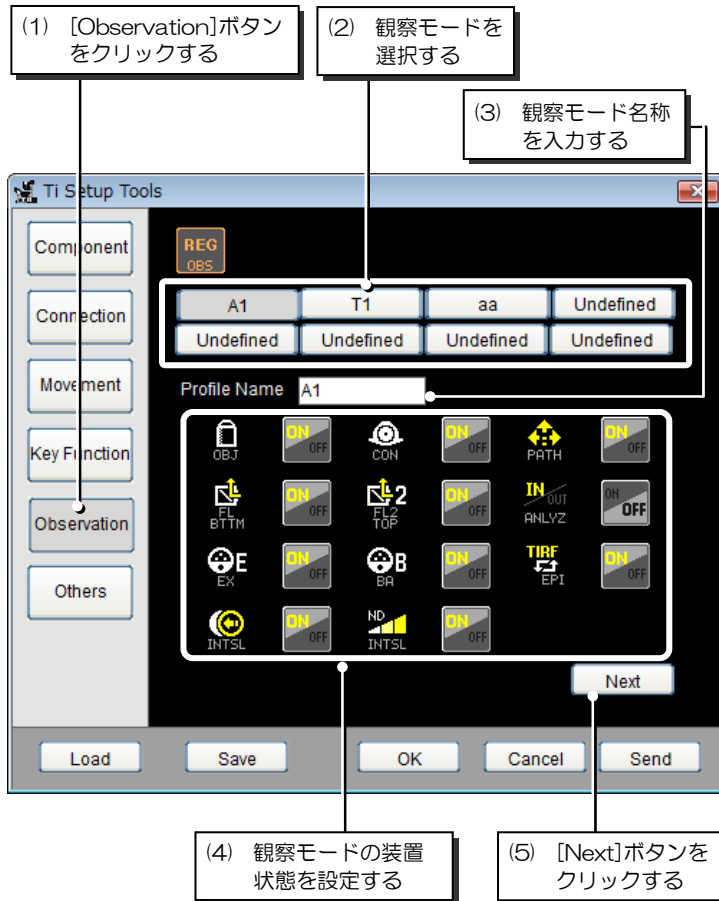 (1) [Observation]ボタン
をクリックする
(2) 観察モードを
選択する
(3) 観察モード名称
を入力する
Ti Setup Tools
Component
Connection
Movement
Key Function
Observation
Others
REG
OBS
A1 T1 aa Undefined
Undefined Undefined Undefined Undefined
Profile Name A1
OBJ ON OFF CON ON OFF PATH ON OFF
FL BTTM ON OFF 2 FL2 TOP ON OFF IN OUT ANLYZ ON OFF
E EX ON OFF B BA ON OFF TIRF EPI ON OFF
INTSL ON OFF ND INTSL ON OFF
Next
Load Save OK Cancel Send
(4) 観察モードの装置
状態を設定する
(5) [Next]ボタンを
クリックする